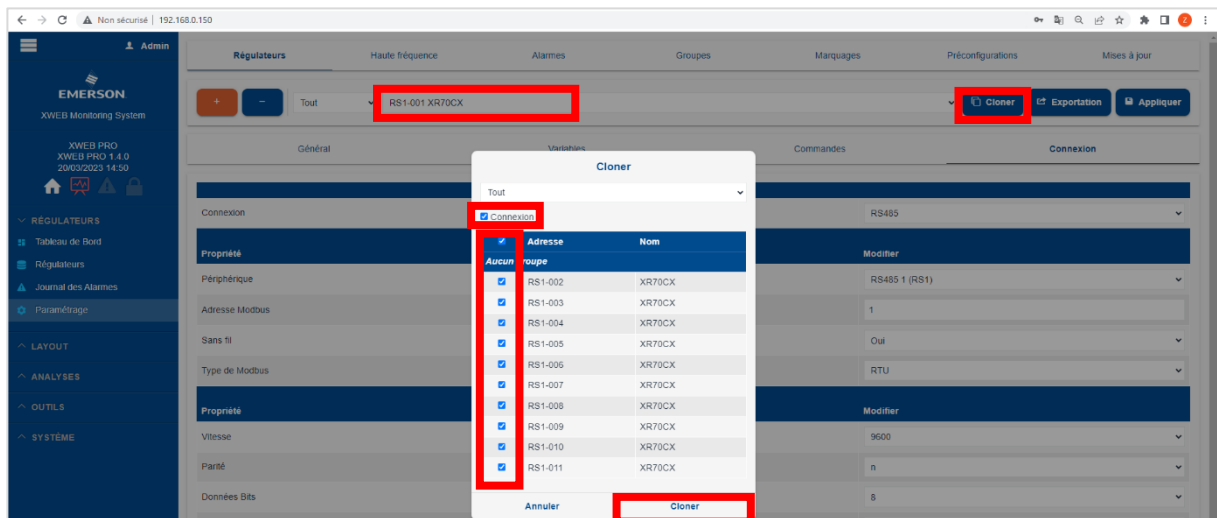 Non sécurisé | 192.168.0.150
Z
Admin
EMERSON
XWEB Monitoring System
XWEB PRO
XWEB PRO 1.4.0
20/03/2023 14:50
RÉGULATEURS
Tableau de Bord
Régulateurs
Journal des Alarmes
Paramétrage
LAYOUT
ANALYSES
OUTILS
SYSTÈME
Régulateurs Haute fréquence Alarmes Groupes Marquages Préconfigurations Mises à jour
+ - Tout RS1-001 XR70CX Cloner Exportation Appliquer
Général Variables Commandes Connexion
Connexion RS485
Propriété Modifier
Périphérique RS485 1 (RS1)
Adresse Modbus 1
Sans fil Oui
Type de Modbus RTU
Propriété Modifier
Vitesse 9600
Parité n
Données Bits 8
Cloner
Tout
Connexion
Adresse Nom
Aucun roupe
RS1-002 XR70CX
RS1-003 XR70CX
RS1-004 XR70CX
RS1-005 XR70CX
RS1-006 XR70CX
RS1-007 XR70CX
RS1-008 XR70CX
RS1-009 XR70CX
RS1-010 XR70CX
RS1-011 XR70CX
Annuler Cloner